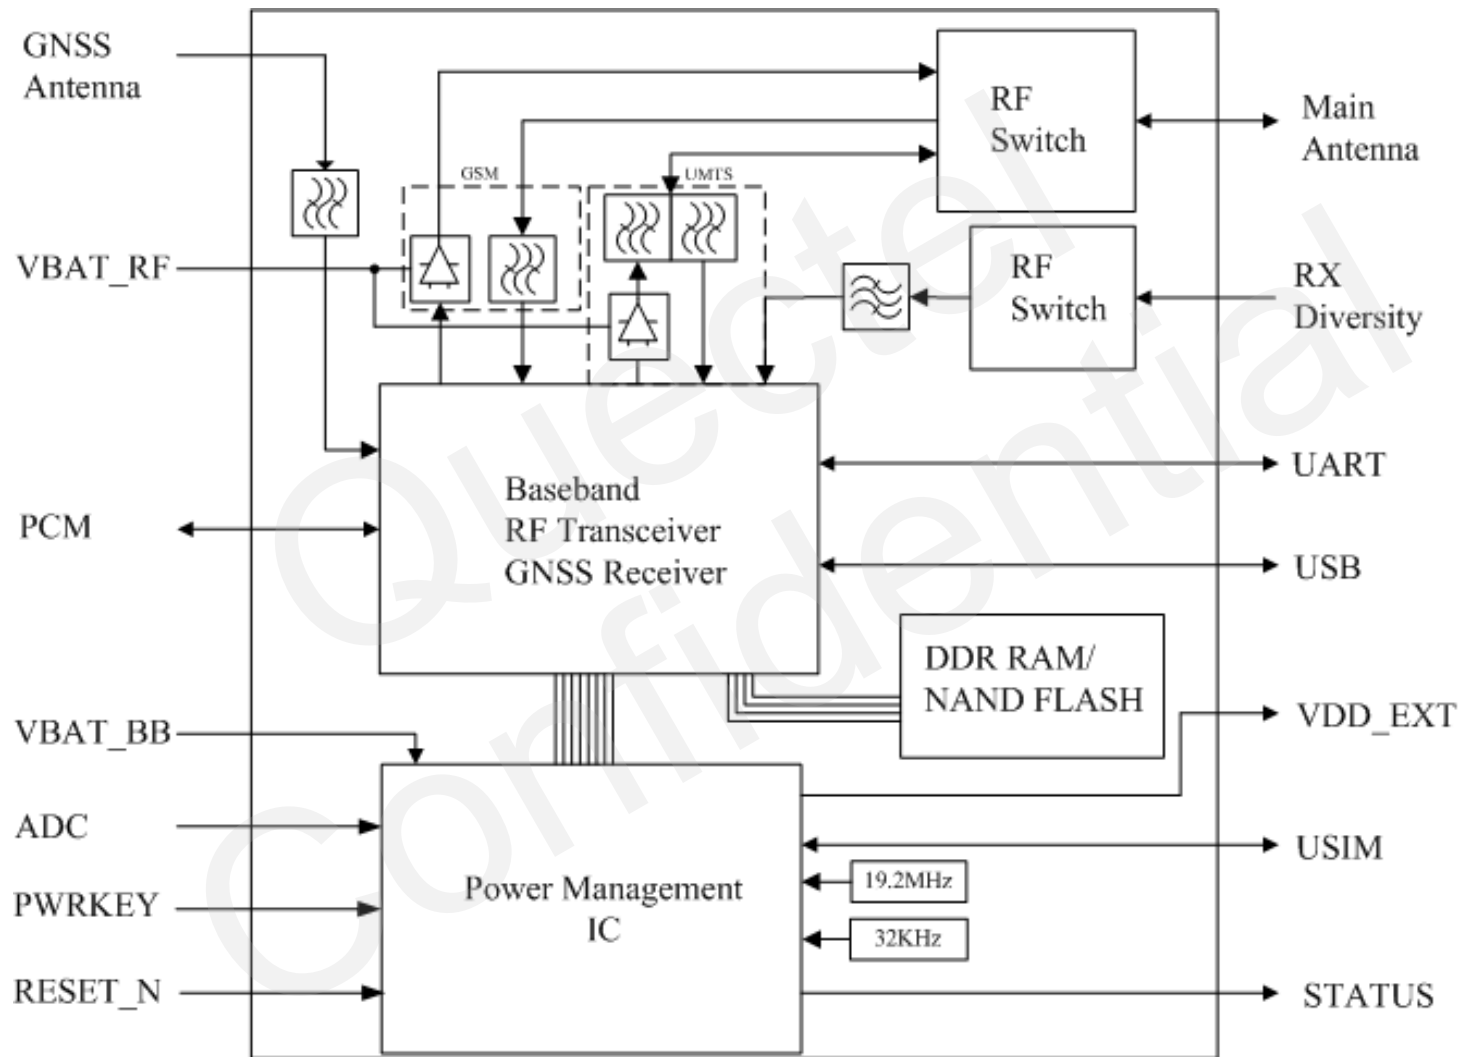 GNSS
Antenna
RF
Switch
Main
Antenna
GSM
UMTS
VBAT_RF
RF
Switch
RX
Diversity
UART
Baseband
RF Transceiver
GNSS Receiver
PCM
USB
DDR RAM/
NAND FLASH
VBAT_BB
VDD_EXT
ADC
USIM
Power Management
IC
19.2MHz
PWRKEY
32KHz
RESET_N
STATUS
Quectel
Confidential